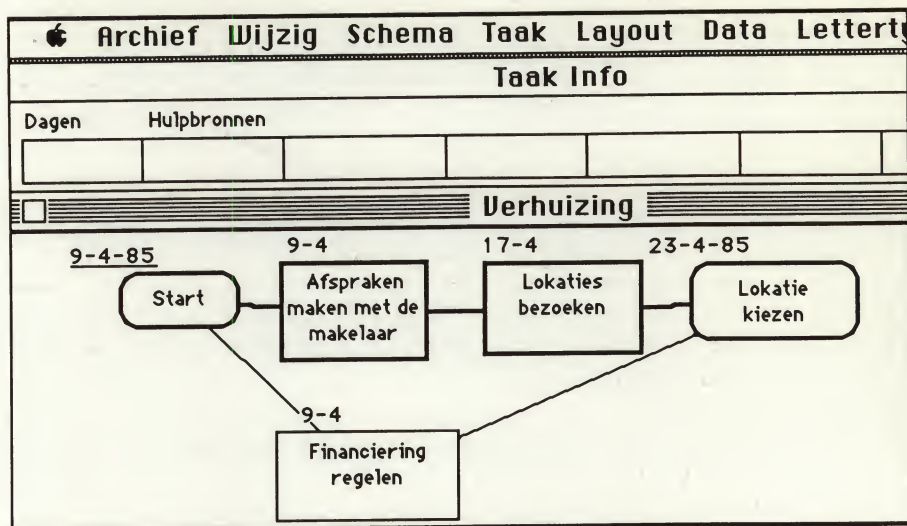 Archief Wijzig Schema Taak Layout Data
Taak Info
Dagen Hulpbronnen
Verhuizing
9-4-85 9-4 17-4 23-4-85
Start
Afspraken
maken met de
makelaar
Lokaties
bezoeken
Lokatie
kiezen
9-4
Financiering
regelen